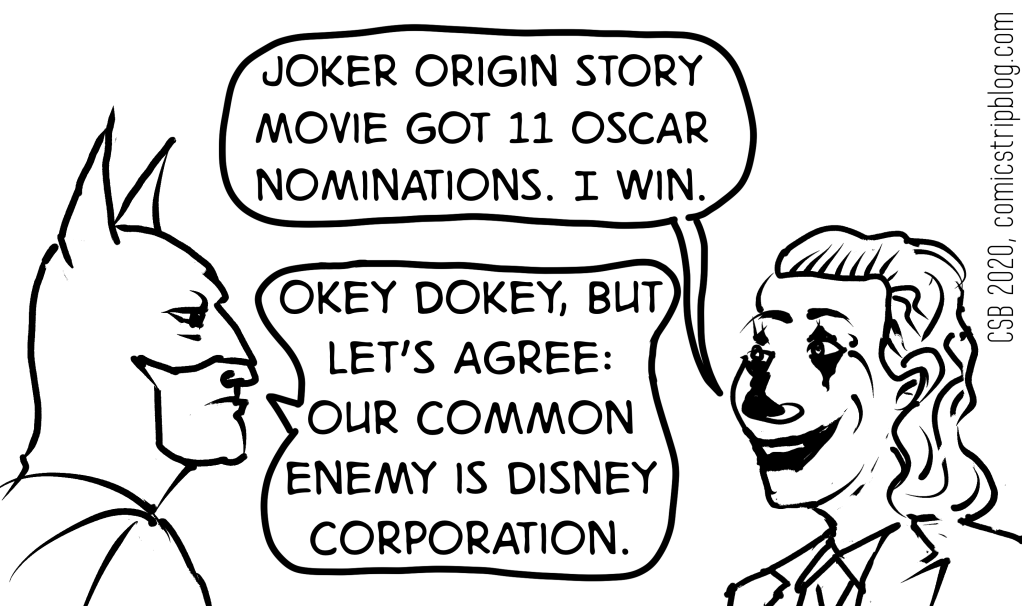 JOKER ORIGIN STORY
MOVIE GOT 11 OSCAR
NOMINATIONS. I WIN.
OKEY DOKEY, BUT
LET'S AGREE:
OUR COMMON
ENEMY IS DISNEY
CORPORATION.
CSB 2020, comicstripblog.com